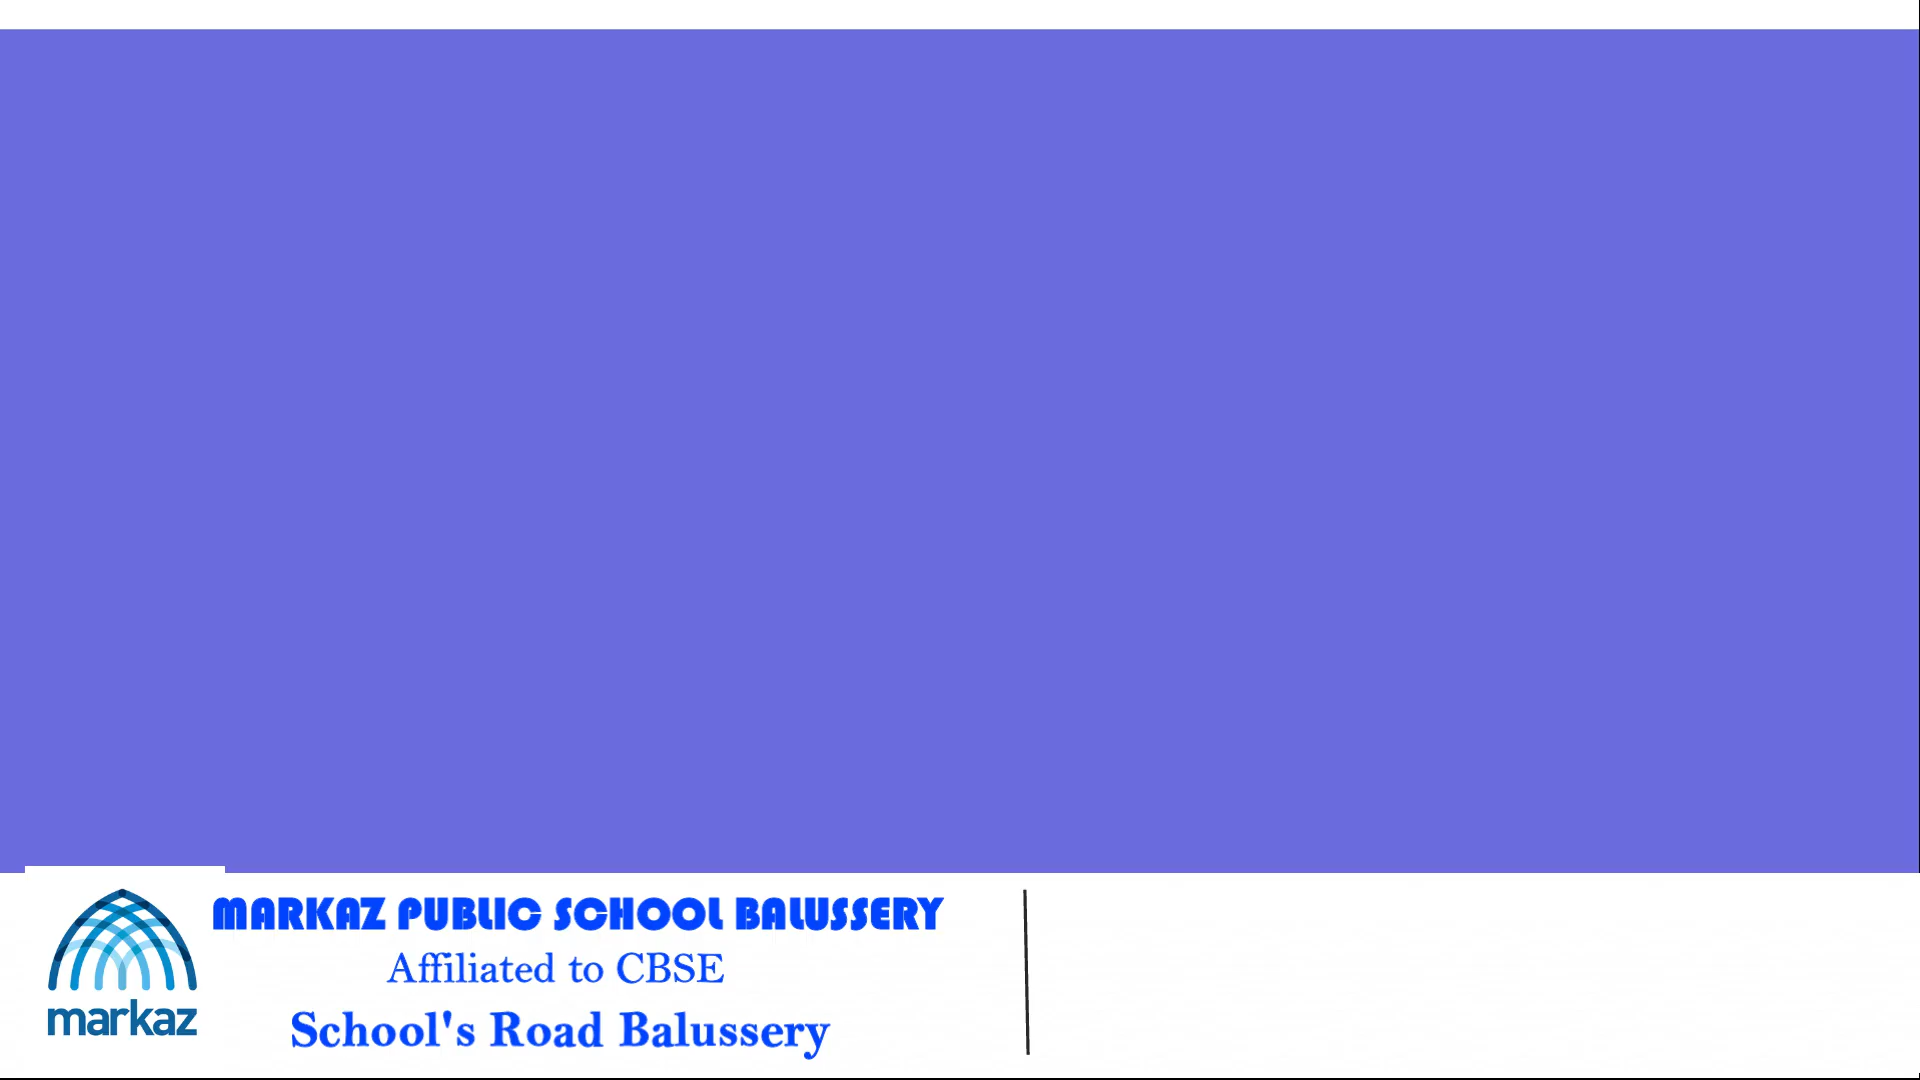 MARKAZ PUBLIC SCHOOL BALUSSERY
Affiliated to CBSE
School's Road Balussery
markaz